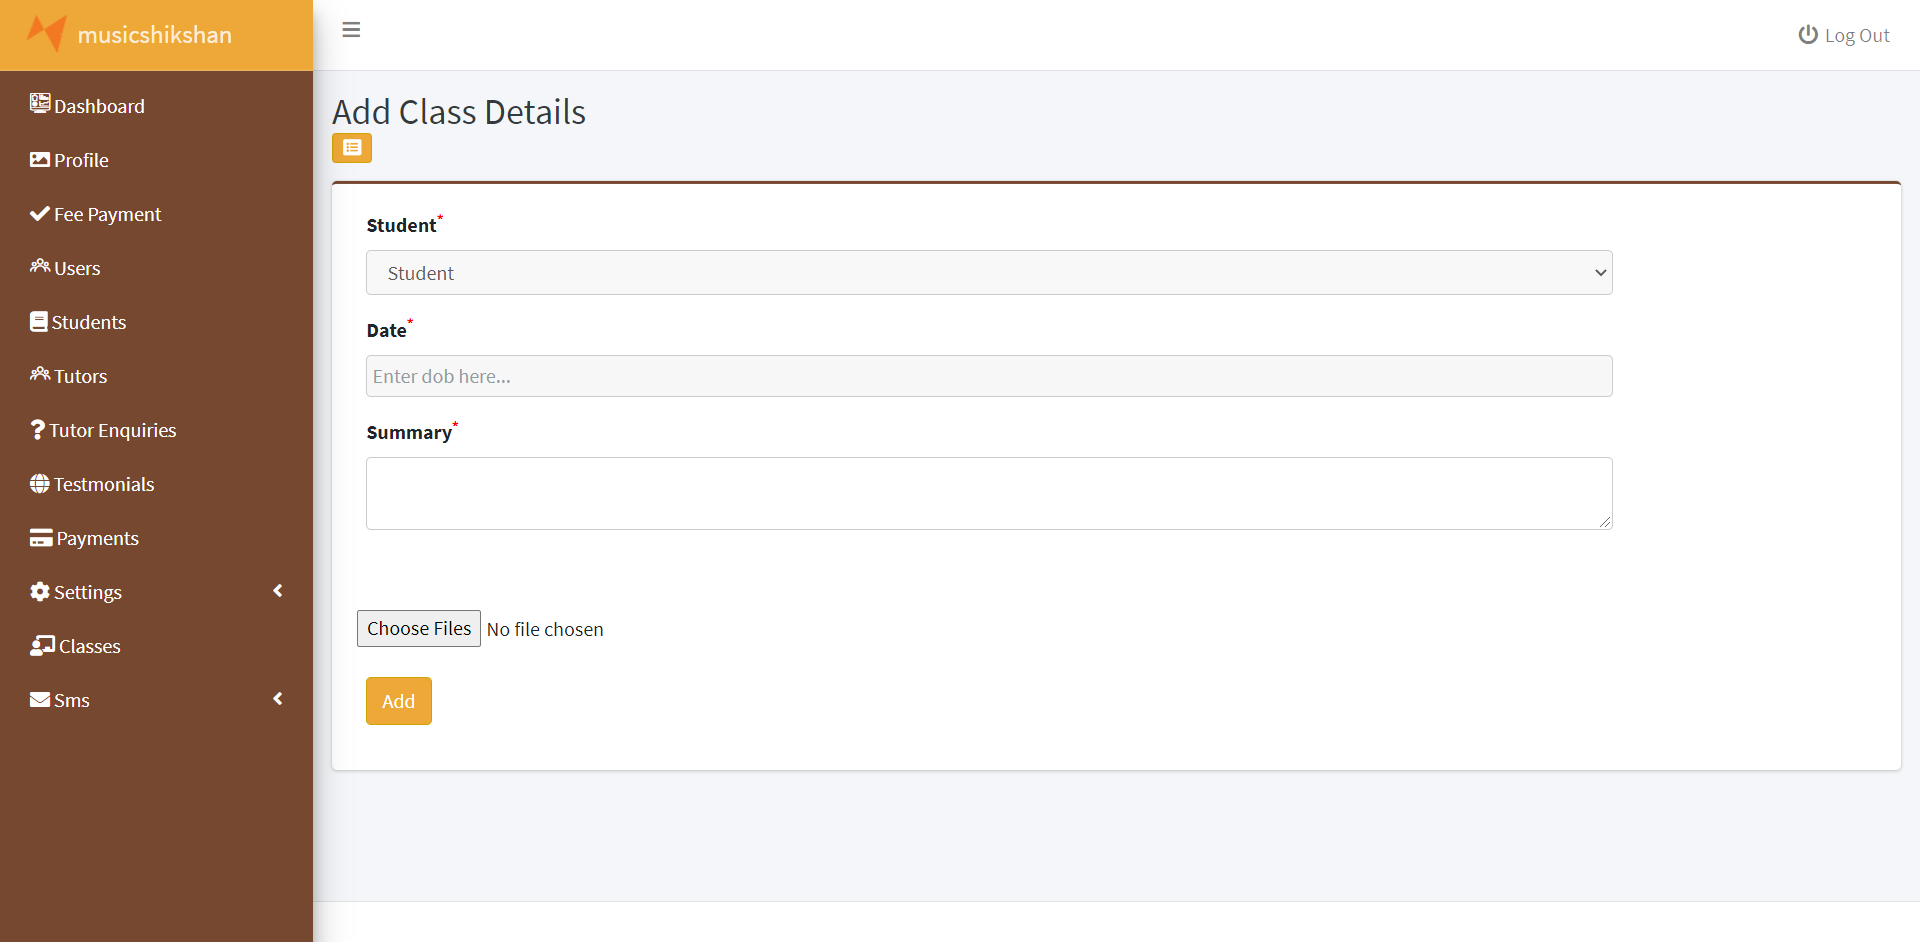 musicshikshan
Log Out
Dashboard
Profile
Fee Payment
Users
Students
Tutors
Tutor Enquiries
Testmonials
Payments
Settings
Classes
Sms
Add Class Details
Student*
Student
Date*
Enter dob here...
Summary*
Choose Files No file chosen
Add